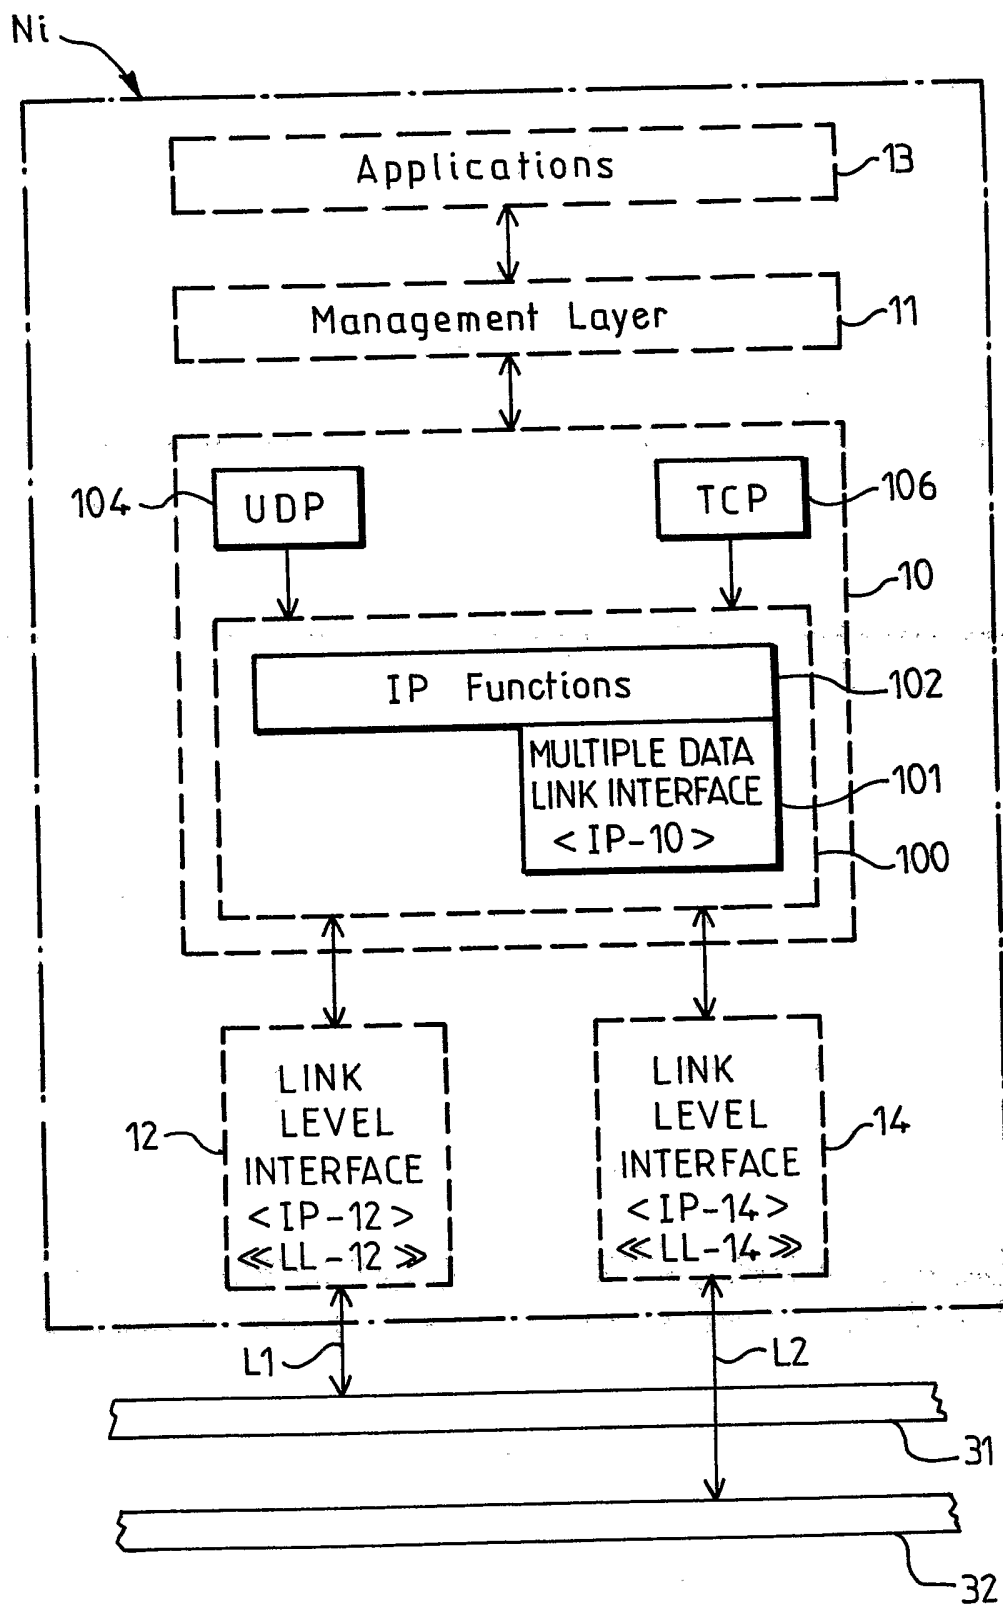 Ni
Applications
13
Management Layer
11
104
UDP
TCP
106
10
IP Functions
102
MULTIPLE DATA
LINK INTERFACE
<IP-10>
101
100
12
LINK
LEVEL
INTERFACE
<IP-12>
≪LL-12≫
LINK
LEVEL
INTERFACE
<IP-14>
≪LL-14≫
14
L1
L2
31
32